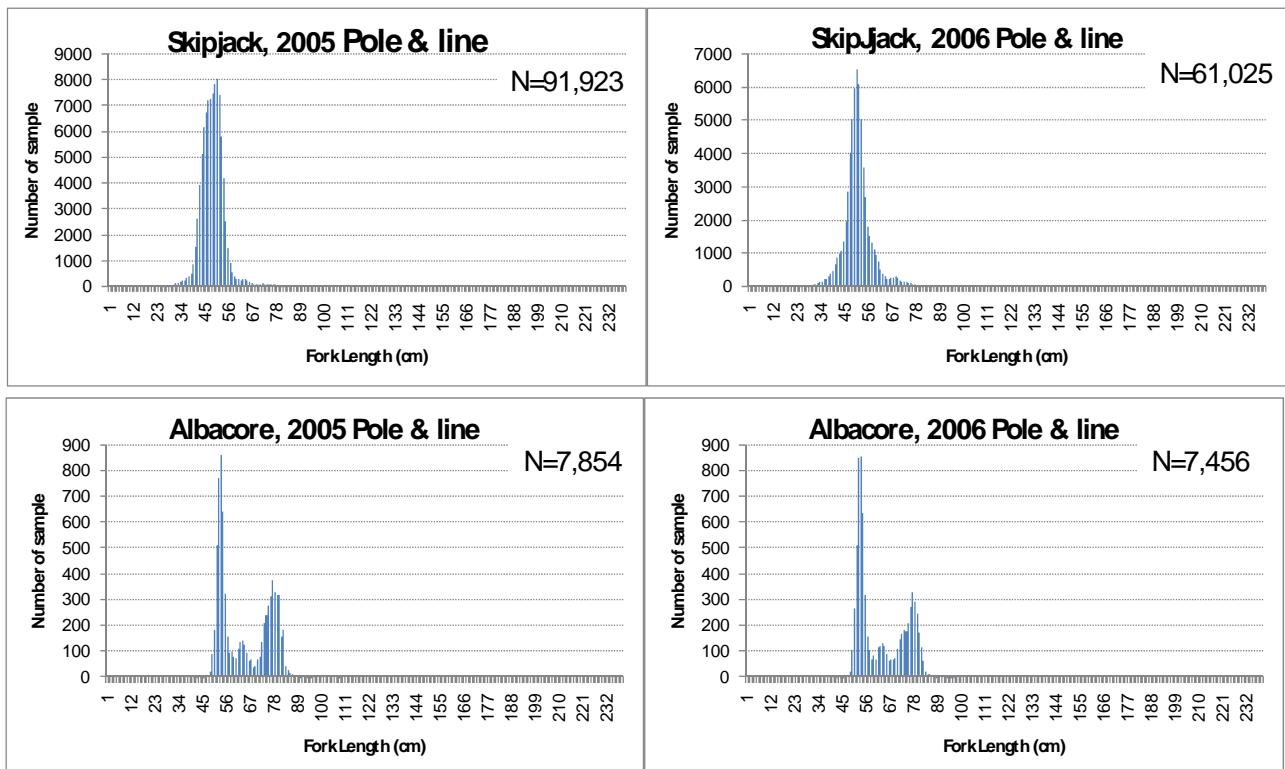 Skipjack, 2005 Pole & line
N=91,923
Number of sample
9000
8000
7000
6000
5000
4000
3000
2000
1000
0
1 12 23 34 45 56 67 78 89 100 111 122 133 144 155 166 177 188 199 210 221 232
Fork Length (cm)
SkipJjack, 2006 Pole & line
N=61,025
Number of sample
7000
6000
5000
4000
3000
2000
1000
0
1 12 23 34 45 56 67 78 89 100 111 122 133 144 155 166 177 188 199 210 221 232
Fork Length (cm)
Albacore, 2005 Pole & line
N=7,854
Number of sample
900
800
700
600
500
400
300
200
100
0
1 12 23 34 45 56 67 78 89 100 111 122 133 144 155 166 177 188 199 210 221 232
Fork Length (cm)
Albacore, 2006 Pole & line
N=7,456
Number of sample
900
800
700
600
500
400
300
200
100
0
1 12 23 34 45 56 67 78 89 100 111 122 133 144 155 166 177 188 199 210 221 232
Fork Length (cm)